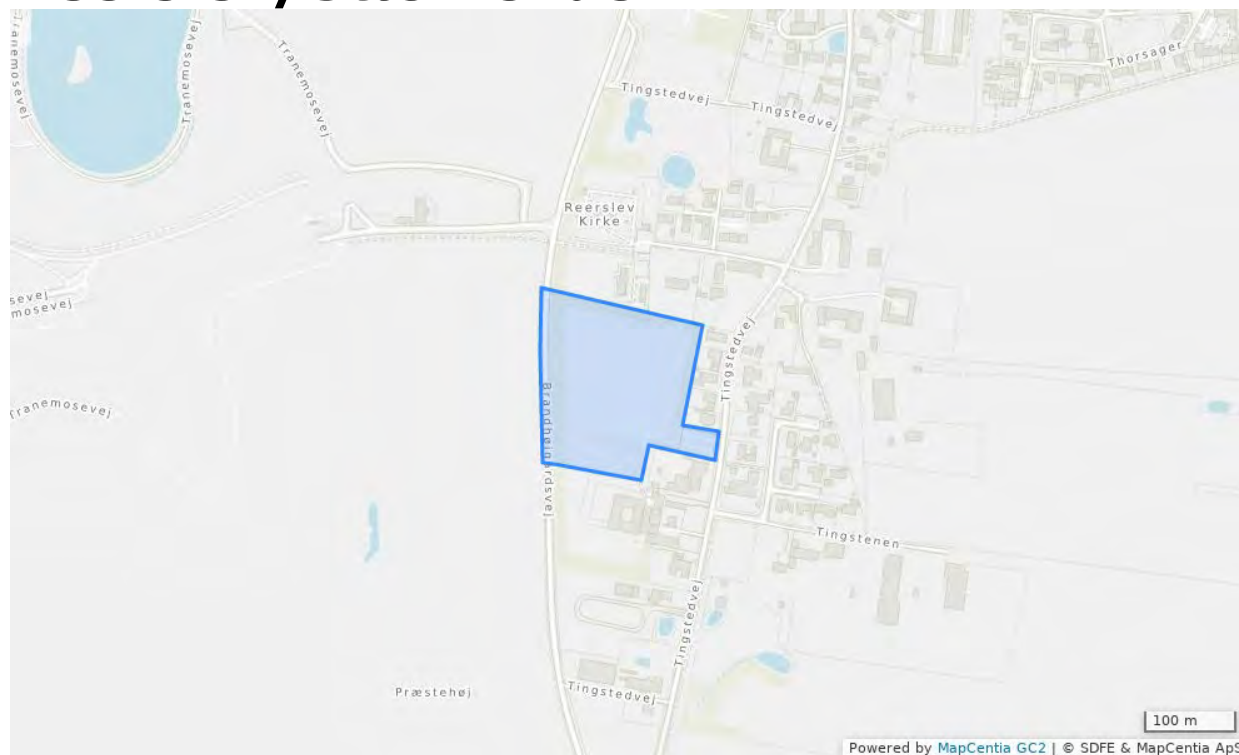 Tranemosevej
Tranemosevej
Tranemosevej
Tingstedvej
Tingstedvej
Thorsager
Reerslev
Kirke
sevej
mosevej
Tranemosevej
Tingstedvej
Tingstenen
Tingstedvej
Præstehøj
Tingstedvej
100 m
Powered by MapCentia GC2 | © SDFE & MapCentia ApS